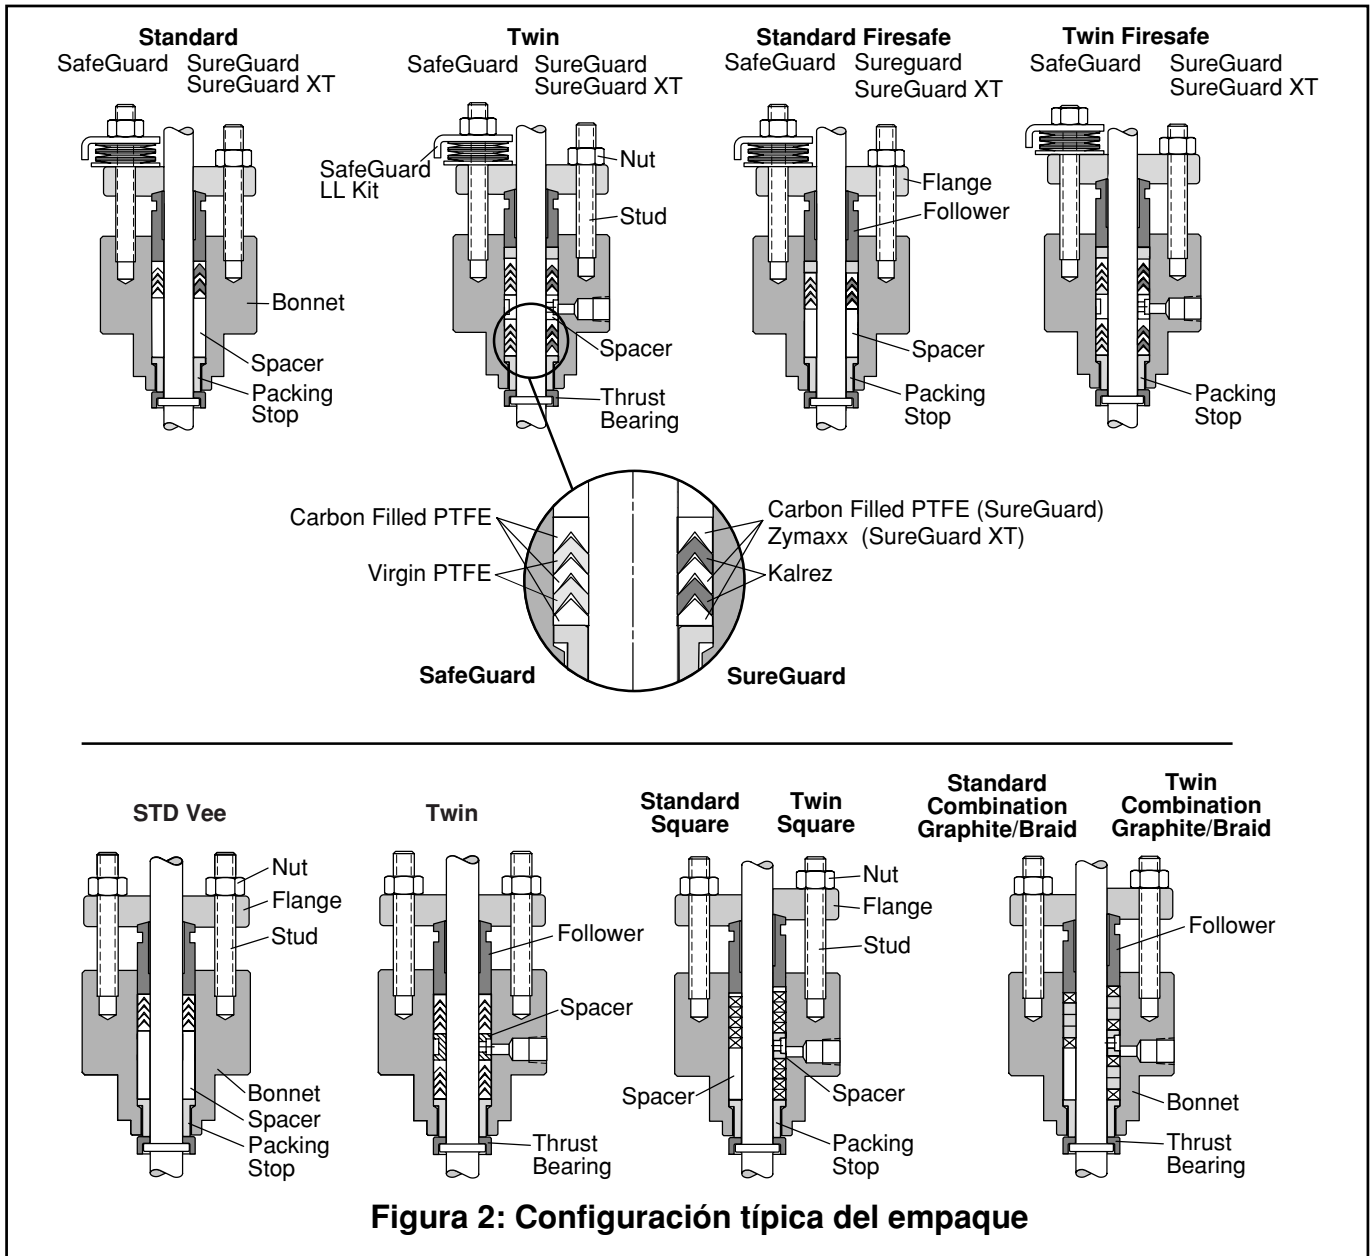 Standard
SafeGuard SureGuard
SureGuard XT
Twin
SafeGuard SureGuard
SureGuard XT
Standard Firesafe
SafeGuard Sureguard
SureGuard XT
Twin Firesafe
SafeGuard SureGuard
SureGuard XT
Bonnet
Spacer
Packing
Stop
SafeGuard
LL Kit
Nut
Stud
Spacer
Thrust
Bearing
Flange
Follower
Spacer
Packing
Stop
Packing
Stop
Carbon Filled PTFE
Virgin PTFE
Carbon Filled PTFE (SureGuard)
Zymaxx (SureGuard XT)
Kalrez
SafeGuard
SureGuard
STD Vee
Nut
Flange
Stud
Bonnet
Spacer
Packing
Stop
Twin
Follower
Spacer
Thrust
Bearing
Standard
Square
Twin
Square
Nut
Flange
Stud
Spacer
Spacer
Packing
Stop
Standard
Combination
Graphite/Braid
Twin
Combination
Graphite/Braid
Follower
Bonnet
Thrust
Bearing
Figura 2: Configuración típica del empaque